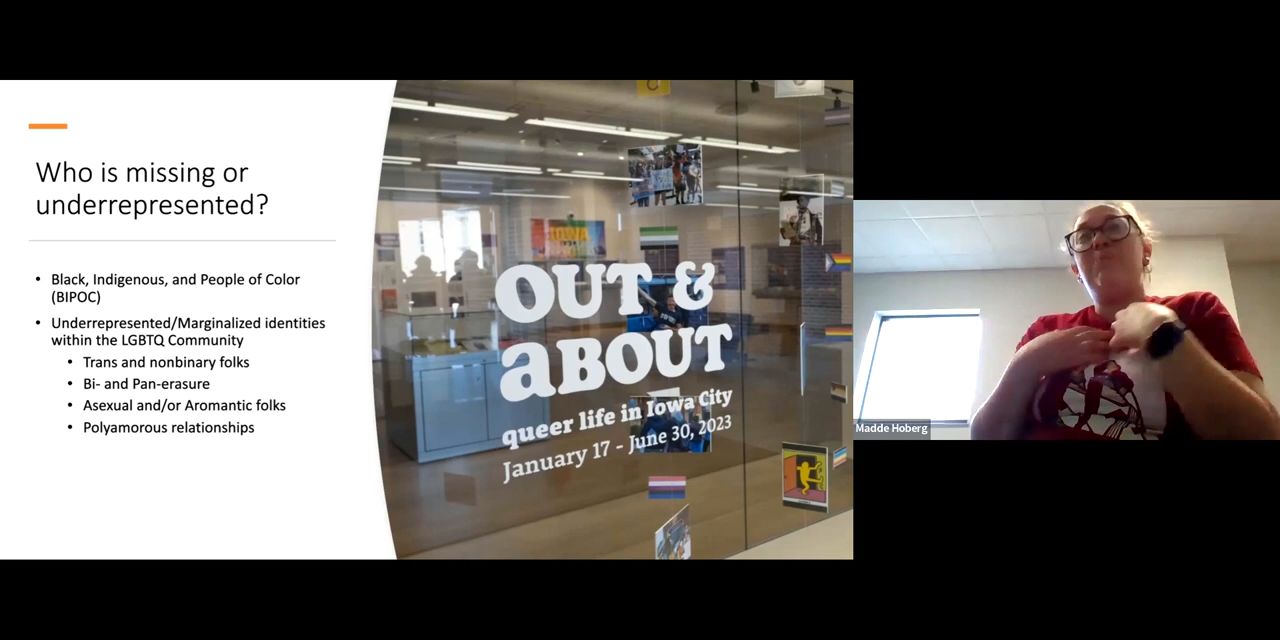 Who is missing or
underrepresented?
• Black, Indigenous, and People of Color
(BIPOC)
• Underrepresented/Marginalized identities
within the LGBTQ Community
• Trans and nonbinary folks
• Bi- and Pan-erasure
• Asexual and/or Aromantic folks
• Polyamorous relationships
IOWA
OUT &
aBOUT
queer life in Iowa City
January 17 - June 30, 2023
Madde Hoberg